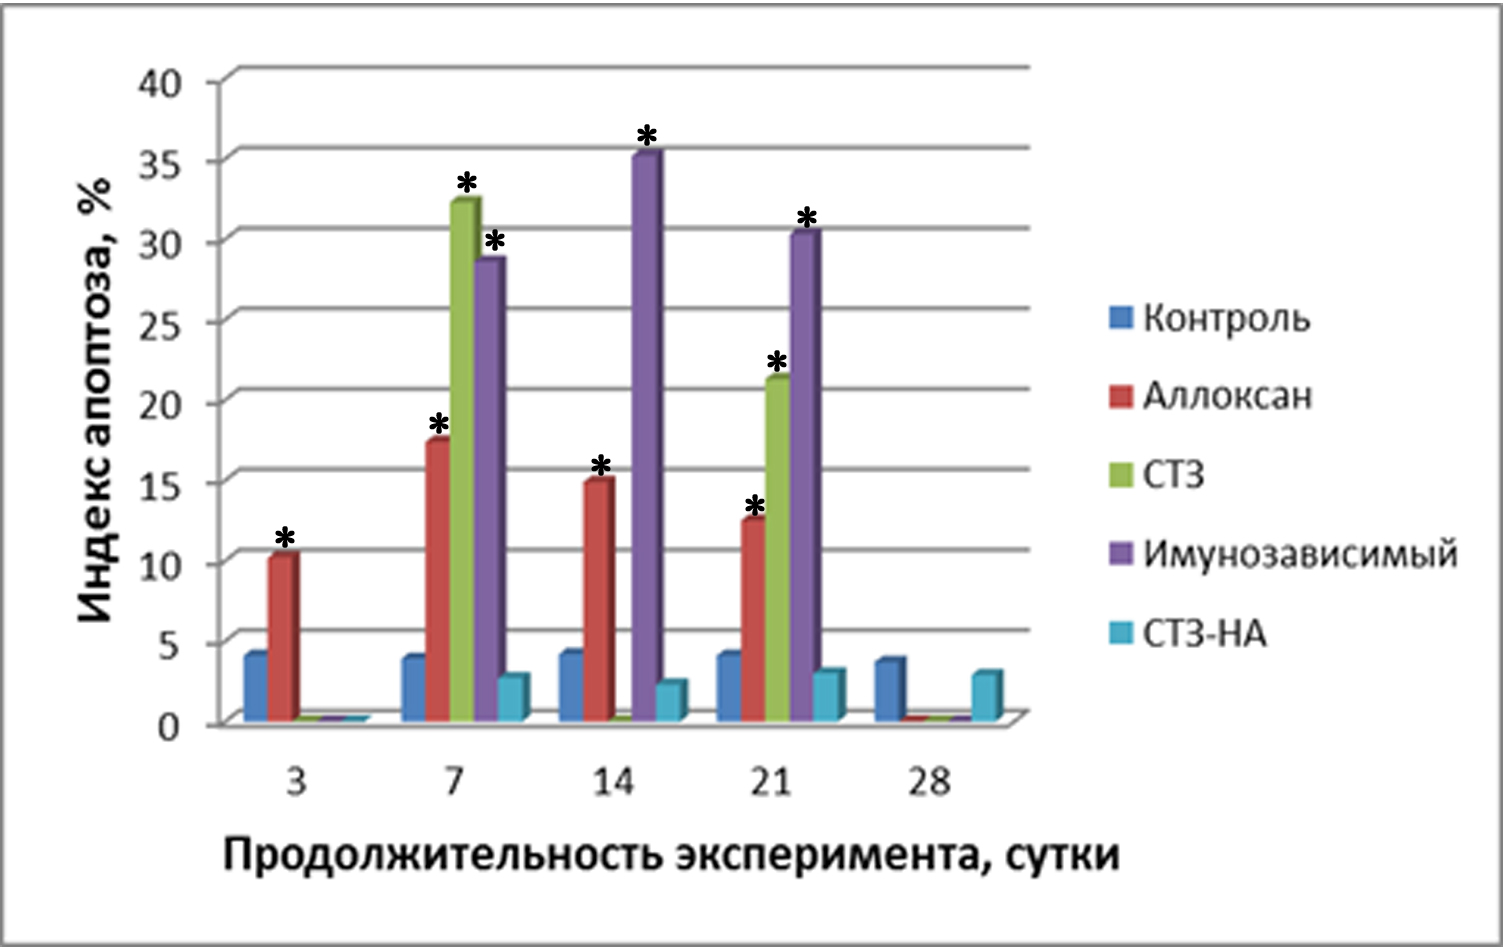 40
35
30
25
20
15
10
5
0
Индекс апоптоза, %
* * * * * * * * *
3 7 14 21 28
Продолжительность эксперимента, сутки
Контроль
Аллоксан
СТЗ
Имунозависимый
СТЗ-НА